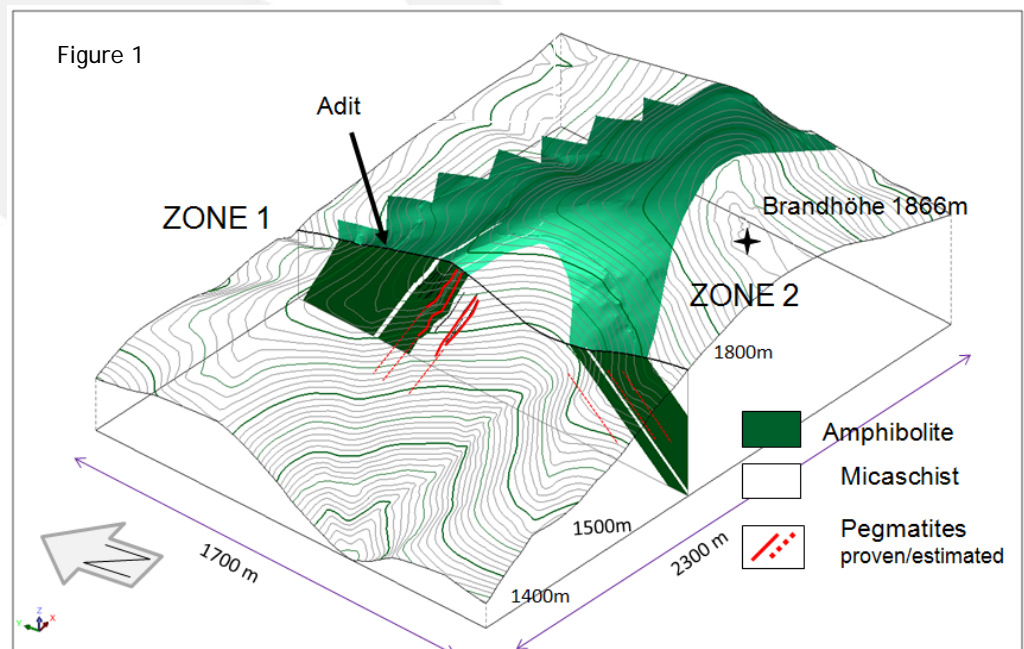 Figure 1
Adit
ZONE 1
Brandhöhe 1866m
ZONE 2
1800m
Amphibolite
Micaschist
Pegmatites
proven/estimated
1500m
2300 m
1700 m
1400m
N
Z
Y
X